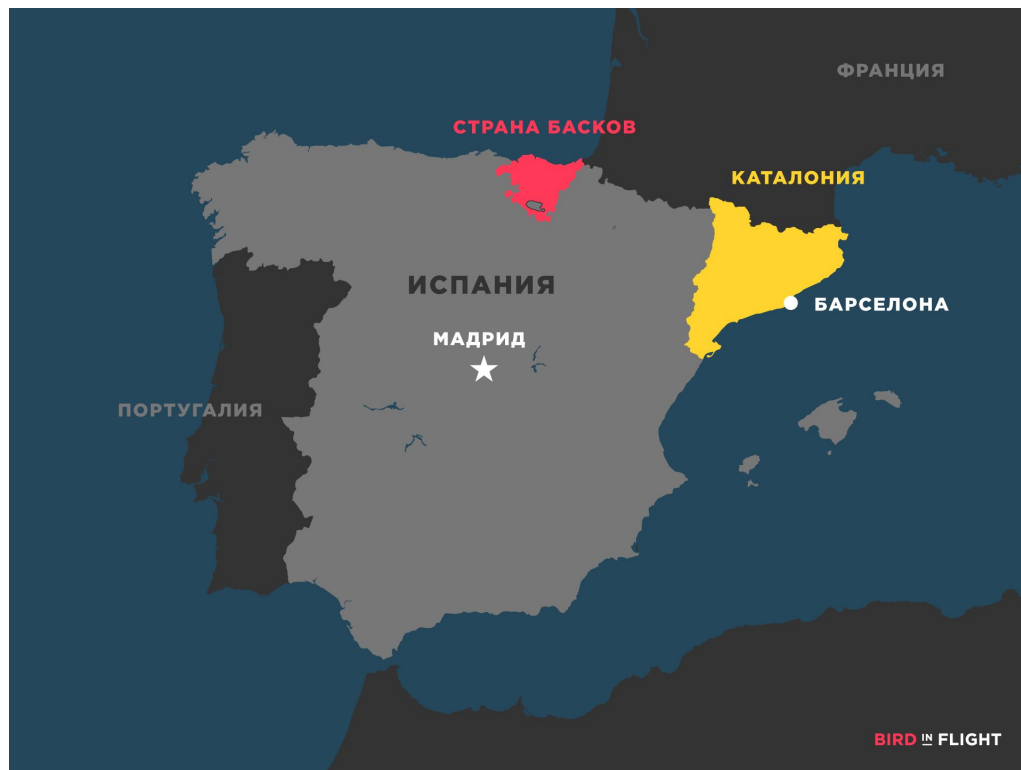 ФРАНЦИЯ
СТРАНА БАСКОВ
КАТАЛОНИЯ
ИСПАНИЯ
БАРСЕЛОНА
МАДРИД
ПОРТУГАЛИЯ
BIRD IN FLIGHT